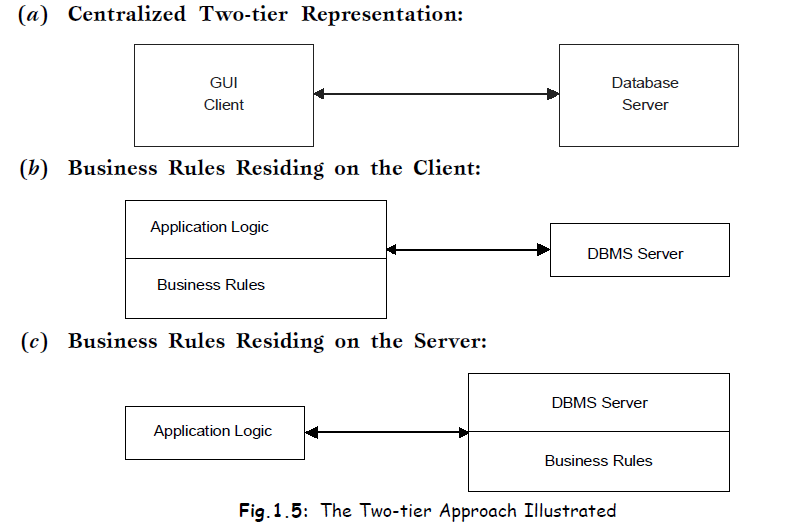 (a) Centralized Two-tier Representation:
GUI
Client
Database
Server
(b) Business Rules Residing on the Client:
Application Logic
Business Rules
DBMS Server
(c) Business Rules Residing on the Server:
Application Logic
DBMS Server
Business Rules
Fig.1.5: The Two-tier Approach Illustrated